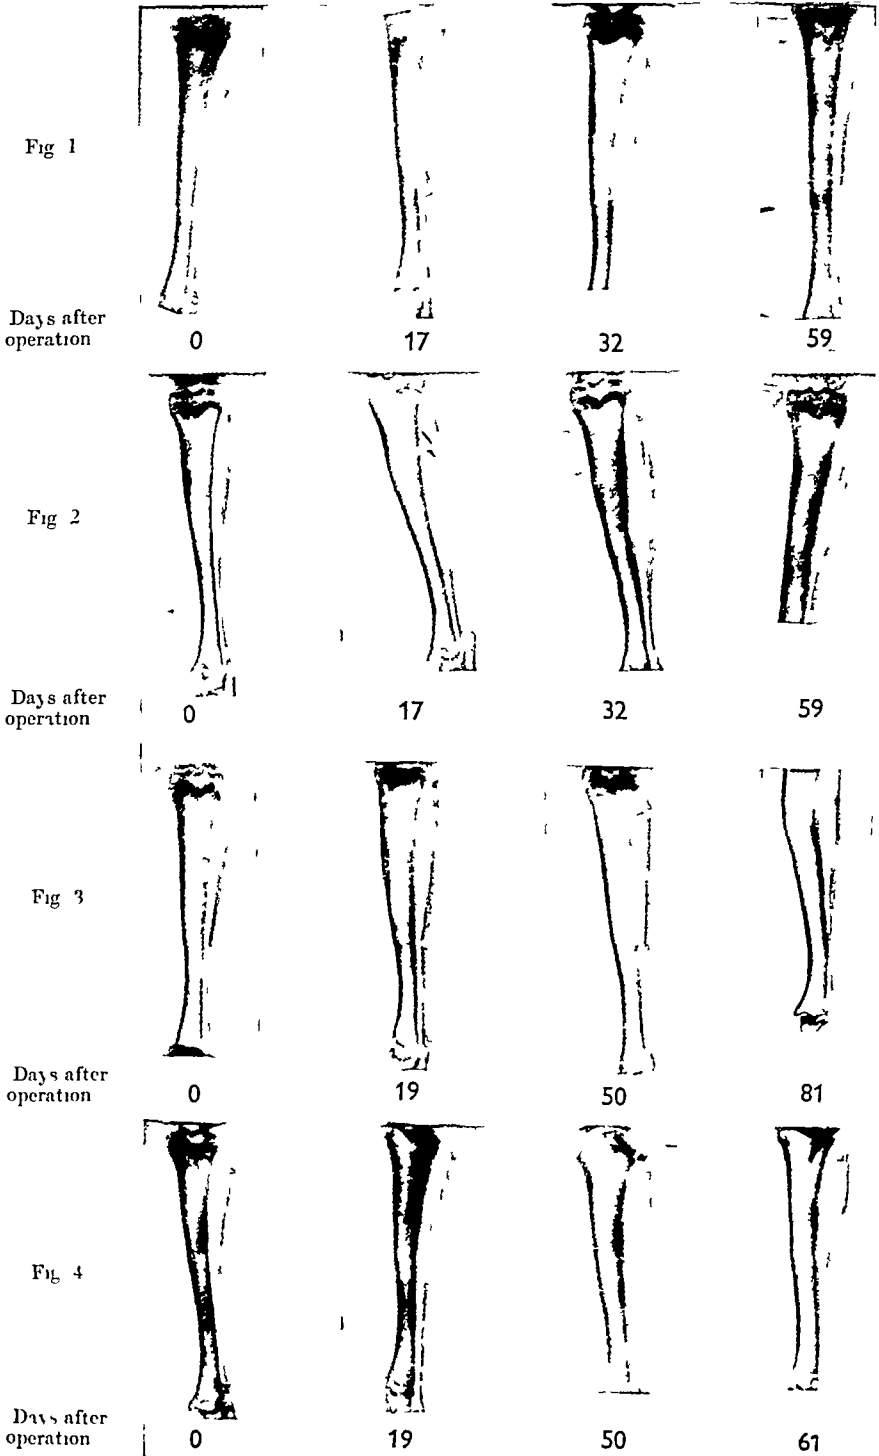 Fig 1
Days after
operation
0 17 32 59
Fig 2
Days after
operation
0 17 32 59
Fig 3
Days after
operation
0 19 50 81
Fig 4
Days after
operation
0 19 50 61